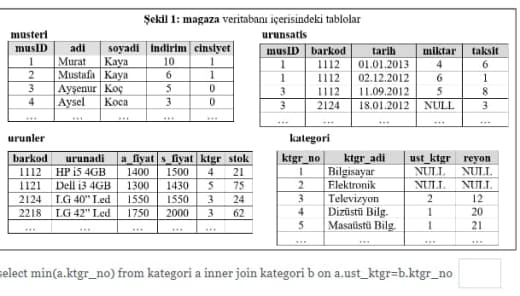 Şekil 1: magaza veritabanı içerisindeki tablolar
musteri
musID adi soyadi indirim cinsiyet
1 Murat Kaya 10 1
2 Mustafa Kaya 6 1
3 Ayşenur Koç 5 0
4 Aysel Koca 3 0
... ... ... ... ...
urunsatis
musID barkod tarih miktar taksit
1 1112 01.01.2013 4 6
1 1112 02.12.2012 6 1
3 1112 11.09.2012 5 8
3 2124 18.01.2012 NULL 3
... ... ... ... ...
urunler
barkod urunadi a_fiyat s_fiyat ktgr stok
1112 HP i5 4GB 1400 1500 4 21
1121 Dell i3 4GB 1300 1430 5 75
2124 LG 40" Led 1550 1550 3 24
2218 LG 42" Led 1750 2000 3 62
... ... ... ... ... ...
kategori
ktgr_no ktgr_adi ust_ktgr reyon
1 Bilgisayar NULL NULL
2 Elektronik NULL NULL
3 Televizyon 2 12
4 Dizüstü Bilg. 1 20
5 Masaüstü Bilg. 1 21
... ... ... ...
select min(a.ktgr_no) from kategori a inner join kategori b on a.ust_ktgr=b.ktgr_no